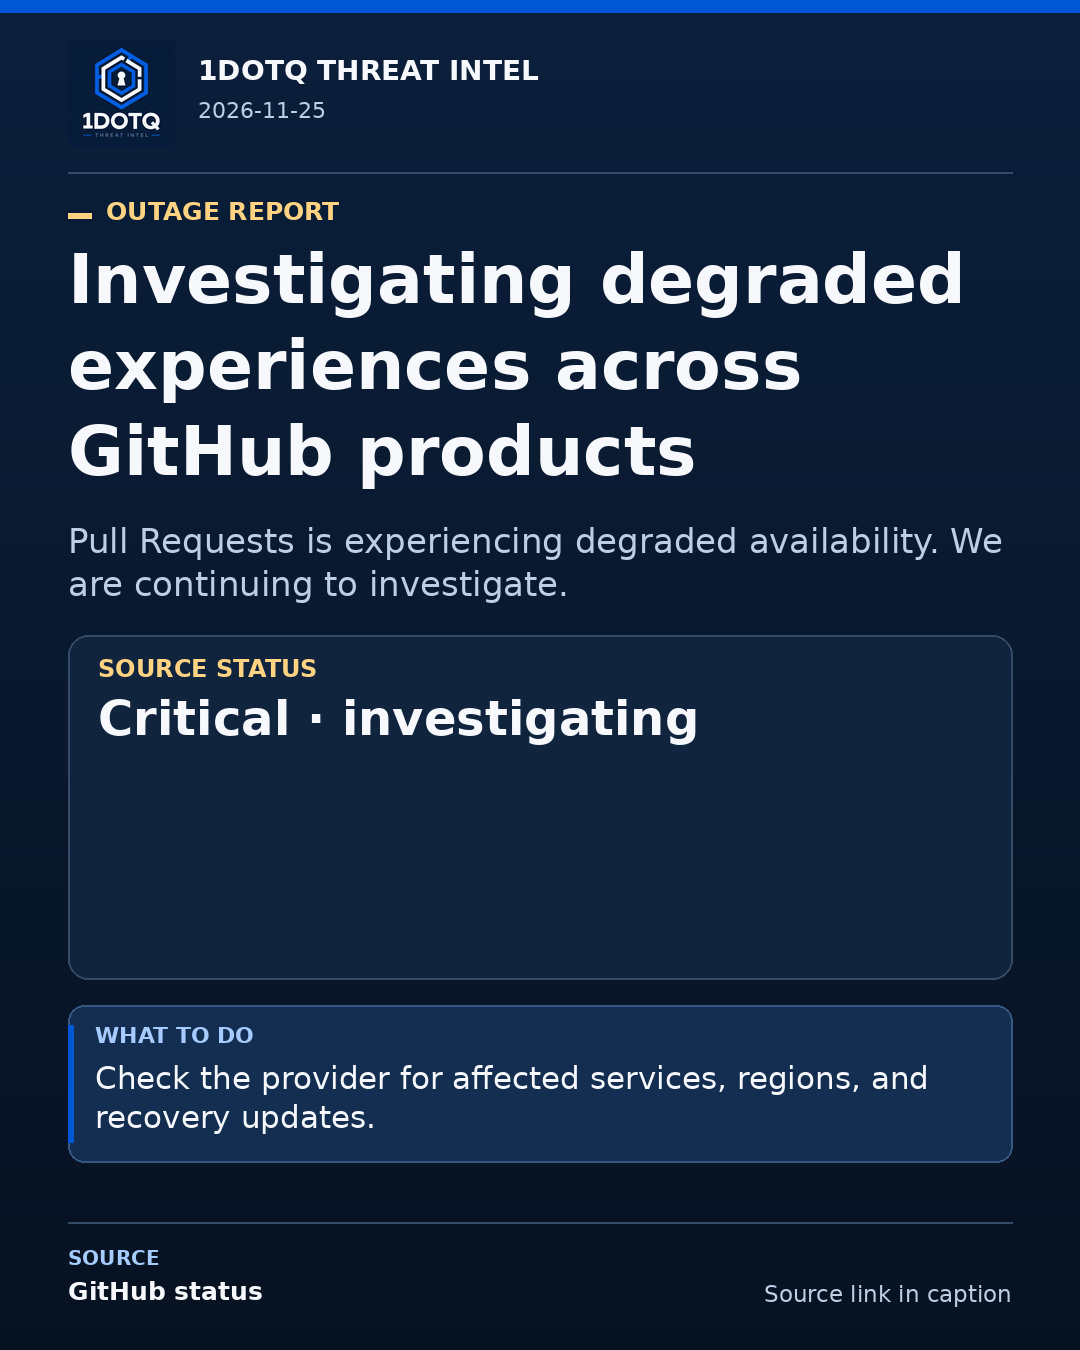 1DOTQ
THREAT INTEL
1DOTQ THREAT INTEL
2026-11-25
OUTAGE REPORT
Investigating degraded
experiences across
GitHub products
Pull Requests is experiencing degraded availability. We
are continuing to investigate.
SOURCE STATUS
Critical · investigating
WHAT TO DO
Check the provider for affected services, regions, and
recovery updates.
SOURCE
GitHub status
Source link in caption